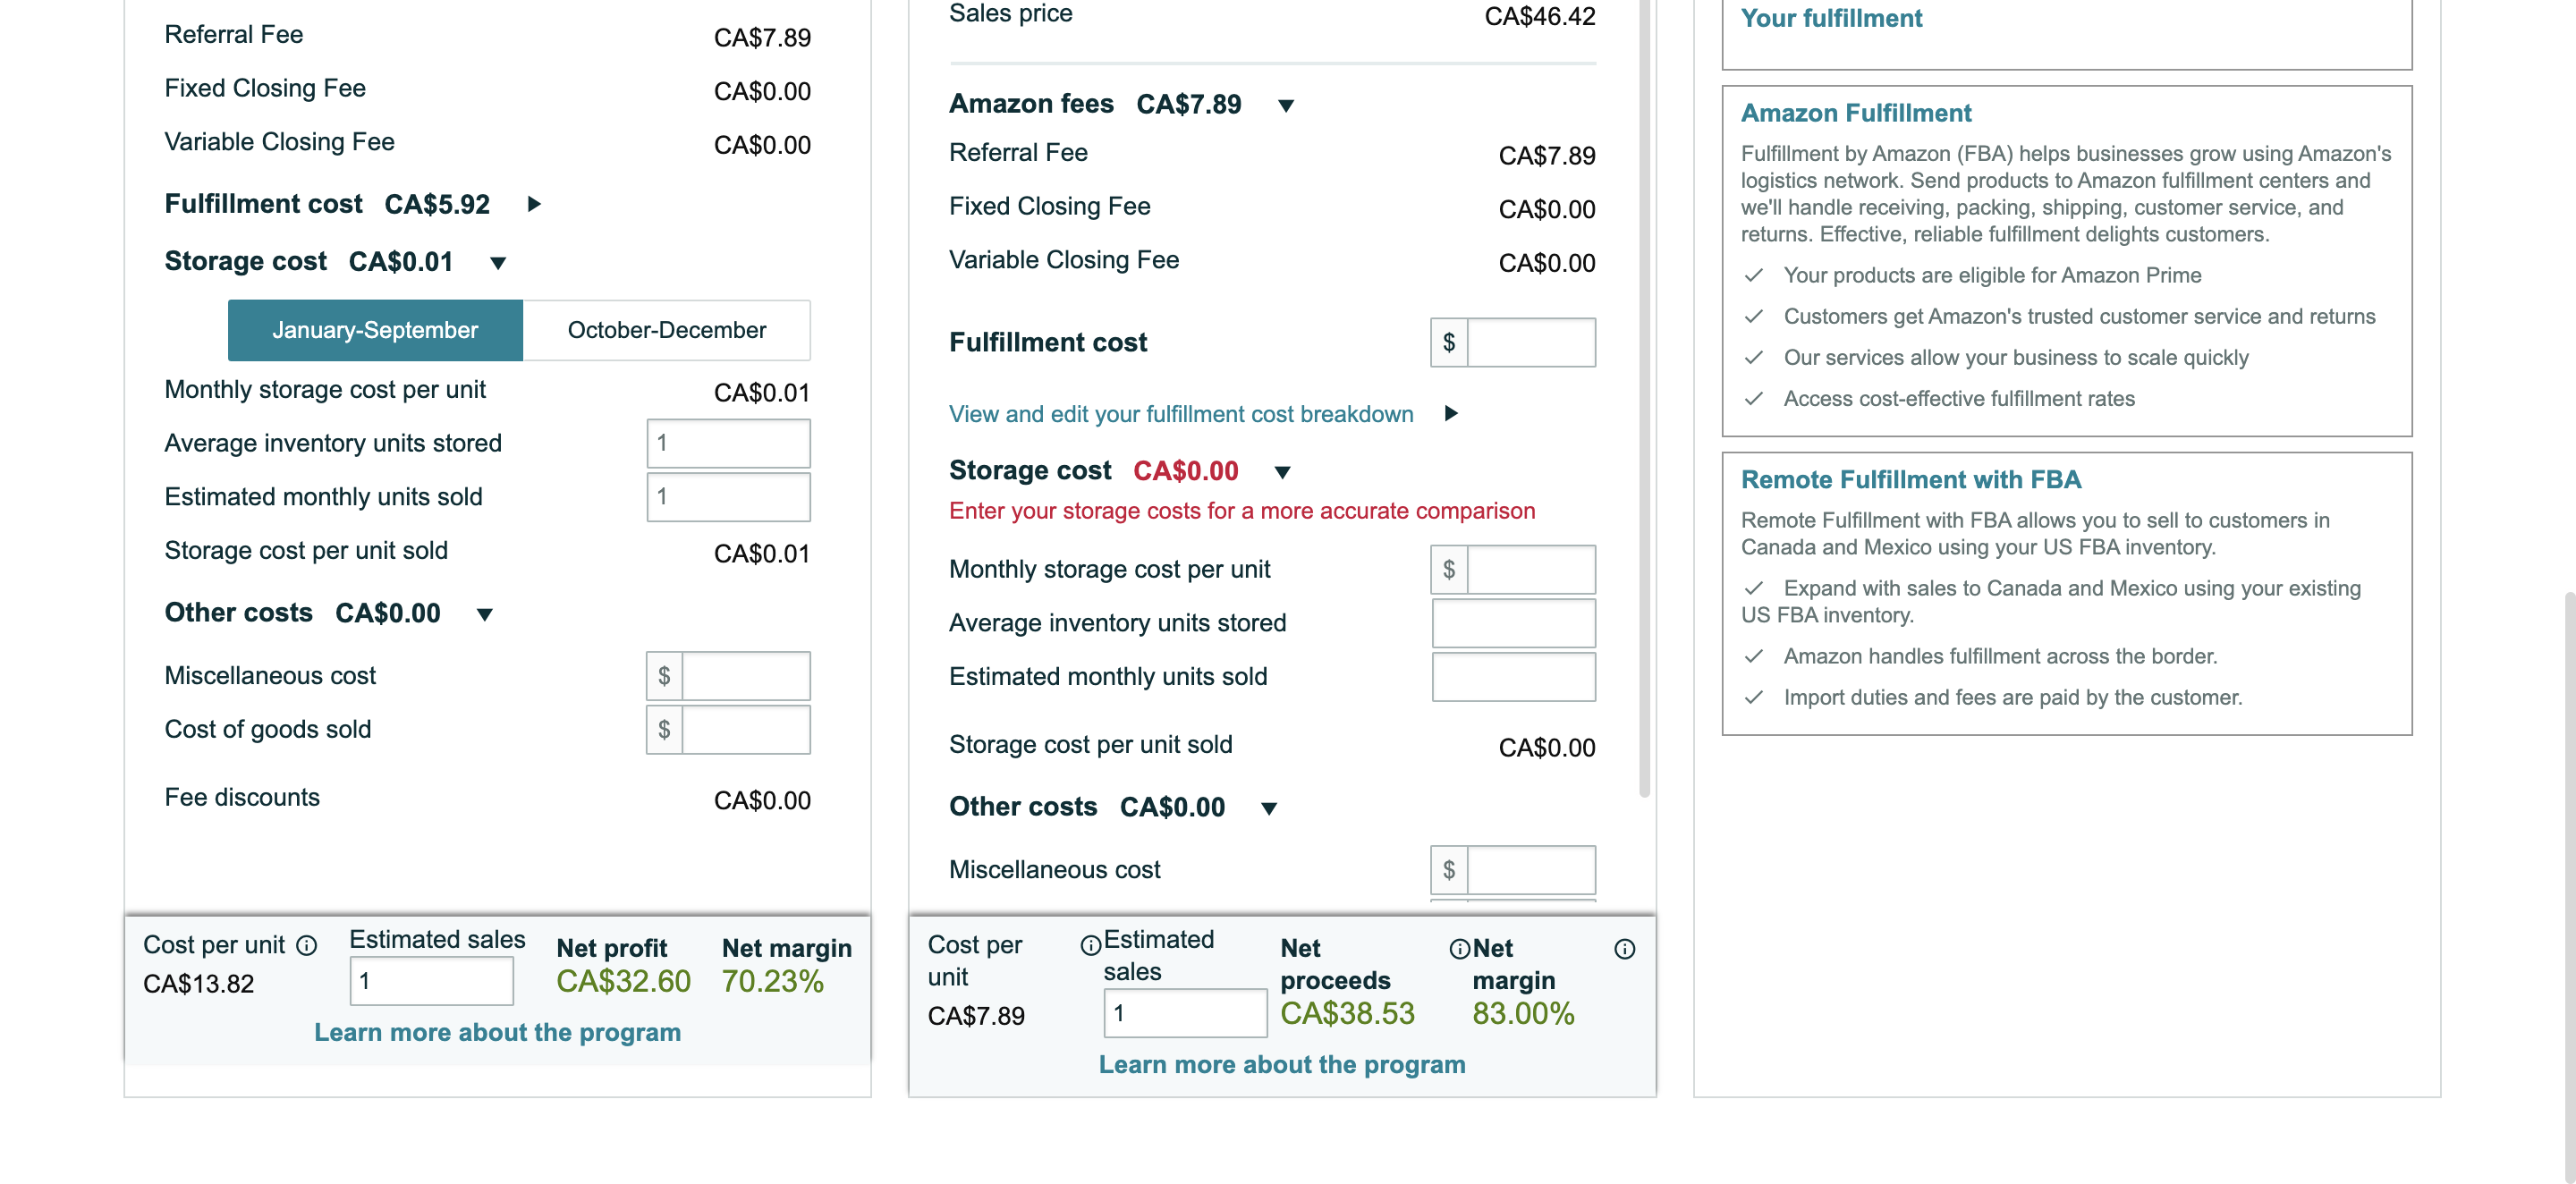 Referral Fee CA$7.89
Fixed Closing Fee CA$0.00
Variable Closing Fee CA$0.00
Fulfillment cost CA$5.92
Storage cost CA$0.01
January-September October-December
Monthly storage cost per unit CA$0.01
Average inventory units stored 1
Estimated monthly units sold 1
Storage cost per unit sold CA$0.01
Other costs CA$0.00
Miscellaneous cost $
Cost of goods sold $
Fee discounts CA$0.00
Cost per unit Estimated sales Net profit Net margin
CA$13.82 1 CA$32.60 70.23%
Learn more about the program
Sales price CA$46.42
Amazon fees CA$7.89
Referral Fee CA$7.89
Fixed Closing Fee CA$0.00
Variable Closing Fee CA$0.00
Fulfillment cost $
View and edit your fulfillment cost breakdown
Storage cost CA$0.00
Enter your storage costs for a more accurate comparison
Monthly storage cost per unit $
Average inventory units stored
Estimated monthly units sold
Storage cost per unit sold CA$0.00
Other costs CA$0.00
Miscellaneous cost $
Cost per Estimated Net Net
unit sales proceeds margin
CA$7.89 1 CA$38.53 83.00%
Learn more about the program
Your fulfillment
Amazon Fulfillment
Fulfillment by Amazon (FBA) helps businesses grow using Amazon's
logistics network. Send products to Amazon fulfillment centers and
we'll handle receiving, packing, shipping, customer service, and
returns. Effective, reliable fulfillment delights customers.
Your products are eligible for Amazon Prime
Customers get Amazon's trusted customer service and returns
Our services allow your business to scale quickly
Access cost-effective fulfillment rates
Remote Fulfillment with FBA
Remote Fulfillment with FBA allows you to sell to customers in
Canada and Mexico using your US FBA inventory.
Expand with sales to Canada and Mexico using your existing
US FBA inventory.
Amazon handles fulfillment across the border.
Import duties and fees are paid by the customer.